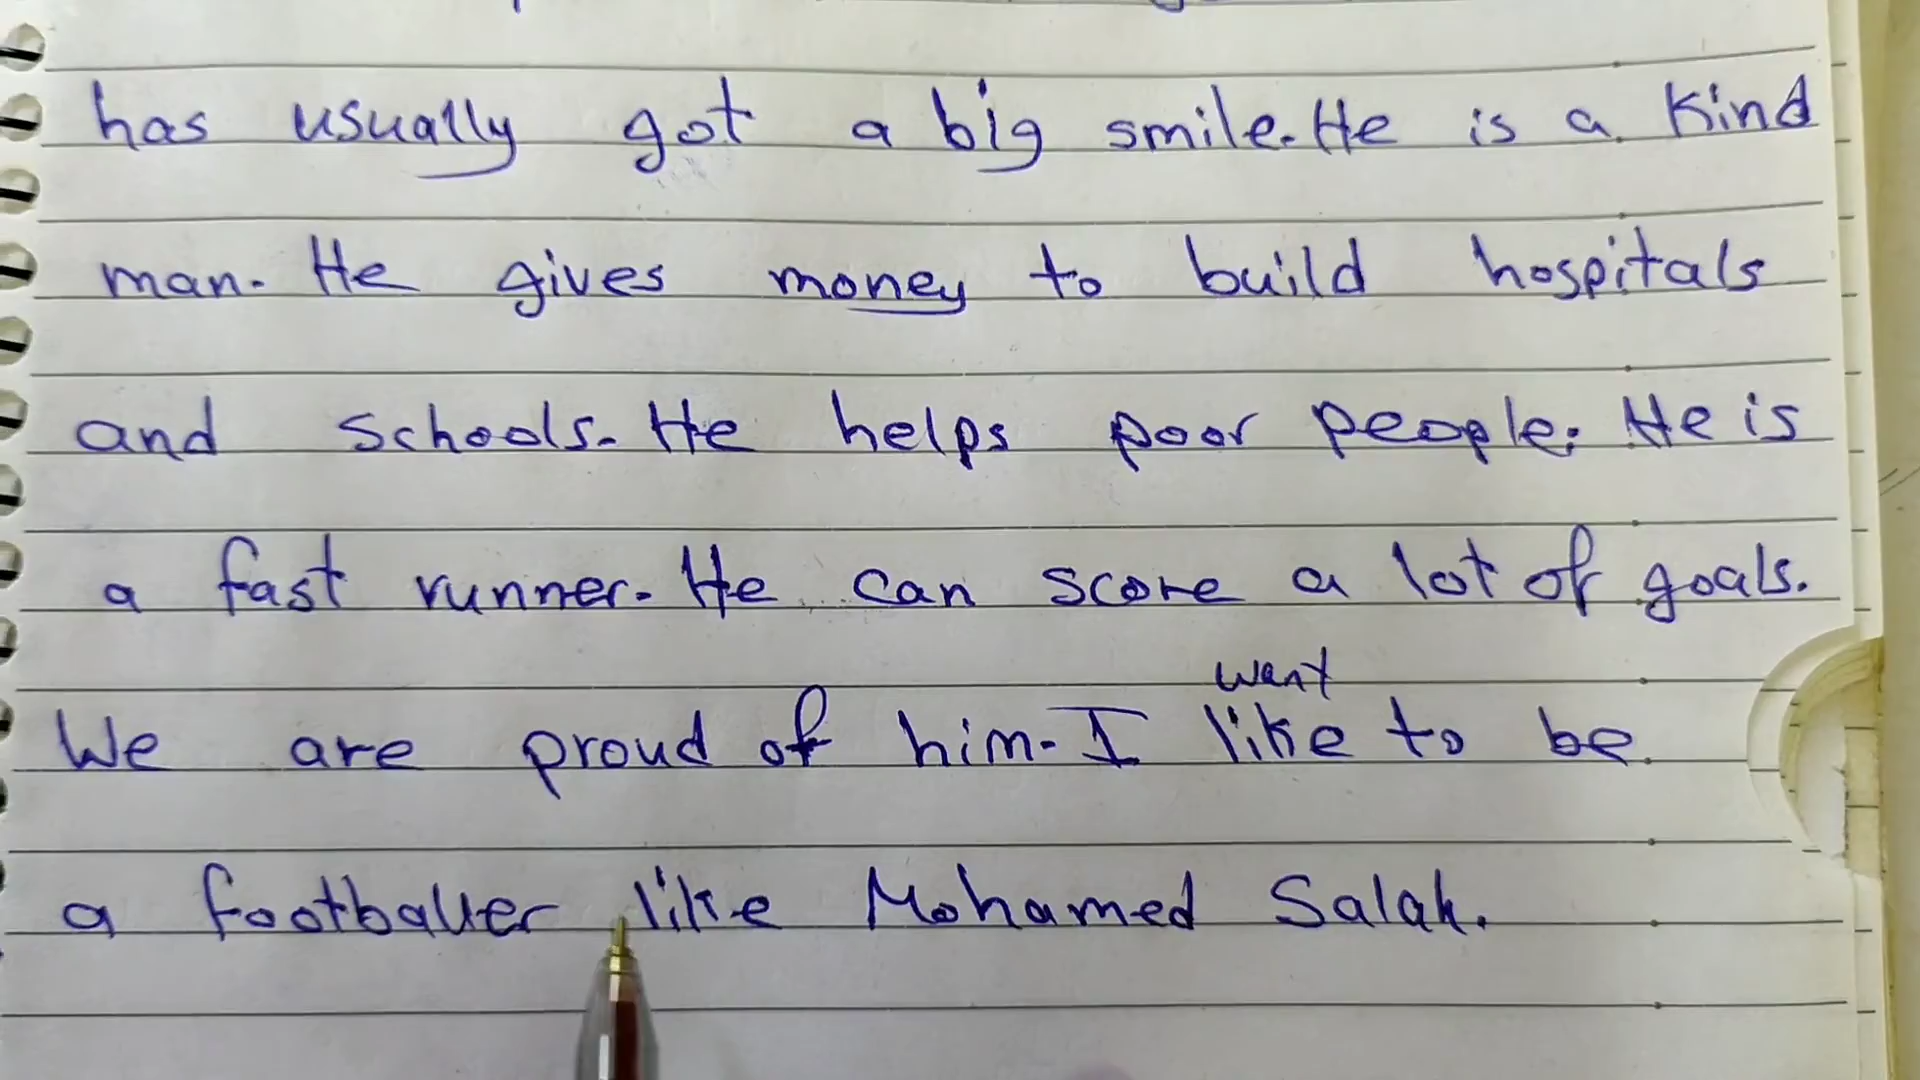 has usually got a big smile. He is a kind
man. He gives money to build hospitals
and schools. He helps poor people. He is
a fast runner. He can score a lot of goals.
want
We are proud of him. I like to be
a footballer like Mohamed Salah.